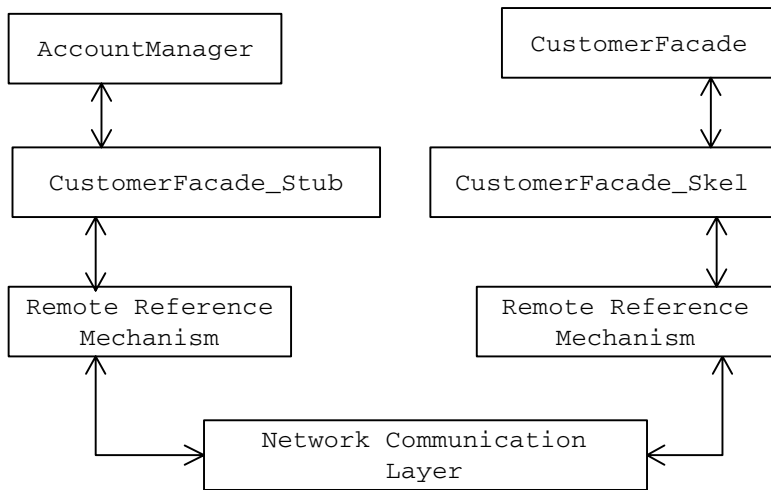 AccountManager
CustomerFacade
CustomerFacade_Stub
CustomerFacade_Skel
Remote Reference
Mechanism
Remote Reference
Mechanism
Network Communication
Layer